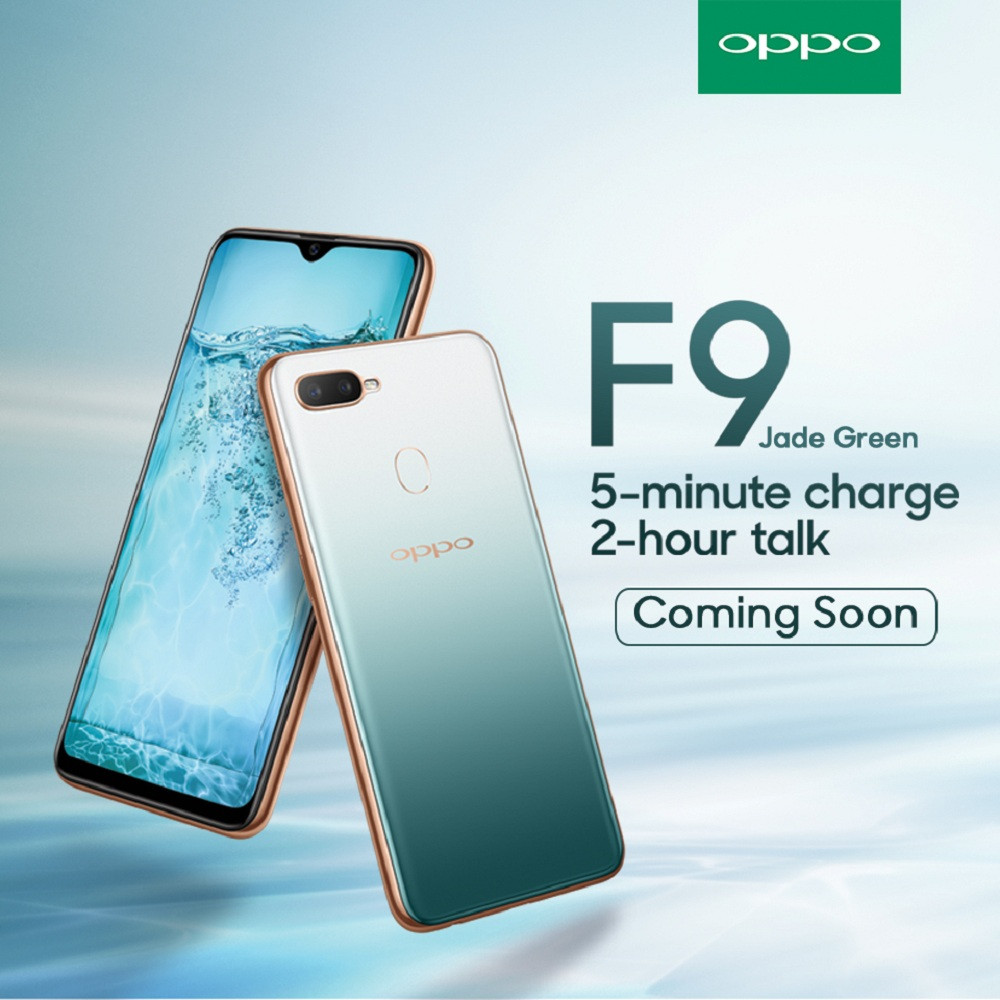 oppo
F9
Jade Green
5-minute charge
2-hour talk
Coming Soon
oppo